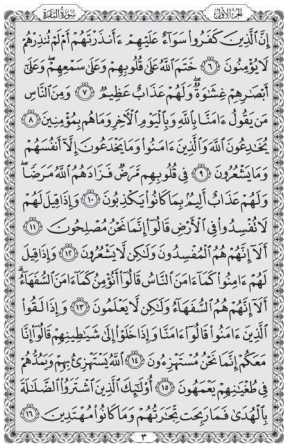 الجزء الأول
سورة البقرة
إِنَّ الَّذِينَ كَفَرُوا سَوَاءٌ عَلَيْهِمْ ءَأَنذَرْتَهُمْ أَمْ لَمْ تُنذِرْهُمْ
لَا يُؤْمِنُونَ ﴿٦﴾ خَتَمَ اللَّهُ عَلَىٰ قُلُوبِهِمْ وَعَلَىٰ سَمْعِهِمْ ۖ وَعَلَىٰ
أَبْصَارِهِمْ غِشَاوَةٌ ۖ وَلَهُمْ عَذَابٌ عَظِيمٌ ﴿٧﴾ وَمِنَ النَّاسِ
مَن يَقُولُ ءَامَنَّا بِاللَّهِ وَبِالْيَوْمِ الْآخِرِ وَمَا هُم بِمُؤْمِنِينَ ﴿٨﴾
يُخَادِعُونَ اللَّهَ وَالَّذِينَ ءَامَنُوا وَمَا يَخْدَعُونَ إِلَّا أَنفُسَهُمْ
وَمَا يَشْعُرُونَ ﴿٩﴾ فِي قُلُوبِهِم مَّرَضٌ فَزَادَهُمُ اللَّهُ مَرَضًا ۖ
وَلَهُمْ عَذَابٌ أَلِيمٌ بِمَا كَانُوا يَكْذِبُونَ ﴿١٠﴾ وَإِذَا قِيلَ لَهُمْ
لَا تُفْسِدُوا فِي الْأَرْضِ قَالُوا إِنَّمَا نَحْنُ مُصْلِحُونَ ﴿١١﴾
أَلَا إِنَّهُمْ هُمُ الْمُفْسِدُونَ وَلَٰكِن لَّا يَشْعُرُونَ ﴿١٢﴾ وَإِذَا قِيلَ
لَهُمْ ءَامِنُوا كَمَا ءَامَنَ النَّاسُ قَالُوا أَنُؤْمِنُ كَمَا ءَامَنَ السُّفَهَاءُ ۗ
أَلَا إِنَّهُمْ هُمُ السُّفَهَاءُ وَلَٰكِن لَّا يَعْلَمُونَ ﴿١٣﴾ وَإِذَا لَقُوا
الَّذِينَ ءَامَنُوا قَالُوا ءَامَنَّا وَإِذَا خَلَوْا إِلَىٰ شَيَاطِينِهِمْ قَالُوا إِنَّا
مَعَكُمْ إِنَّمَا نَحْنُ مُسْتَهْزِءُونَ ﴿١٤﴾ اللَّهُ يَسْتَهْزِئُ بِهِمْ وَيَمُدُّهُمْ
فِي طُغْيَانِهِمْ يَعْمَهُونَ ﴿١٥﴾ أُولَٰئِكَ الَّذِينَ اشْتَرَوُا الضَّلَالَةَ
بِالْهُدَىٰ فَمَا رَبِحَت تِّجَارَتُهُمْ وَمَا كَانُوا مُهْتَدِينَ ﴿١٦﴾
٣